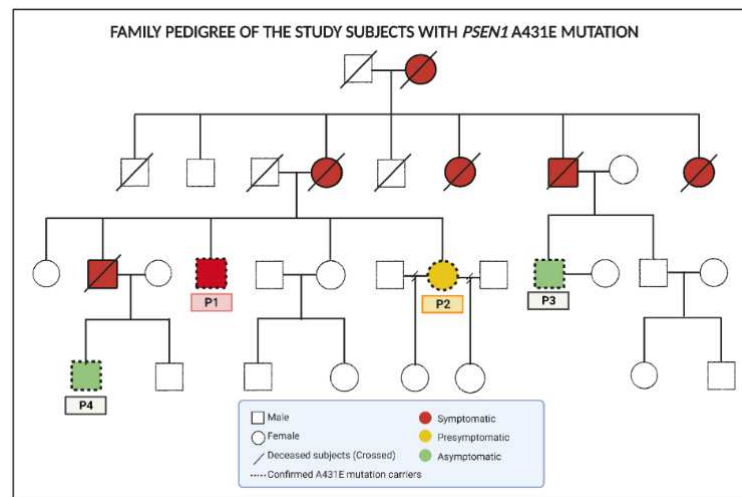 FAMILY PEDIGREE OF THE STUDY SUBJECTS WITH PSEN1 A431E MUTATION
P1
P2
P3
P4
Male
Female
Deceased subjects (Crossed)
Confirmed A431E mutation carriers
Symptomatic
Presymptomatic
Asymptomatic